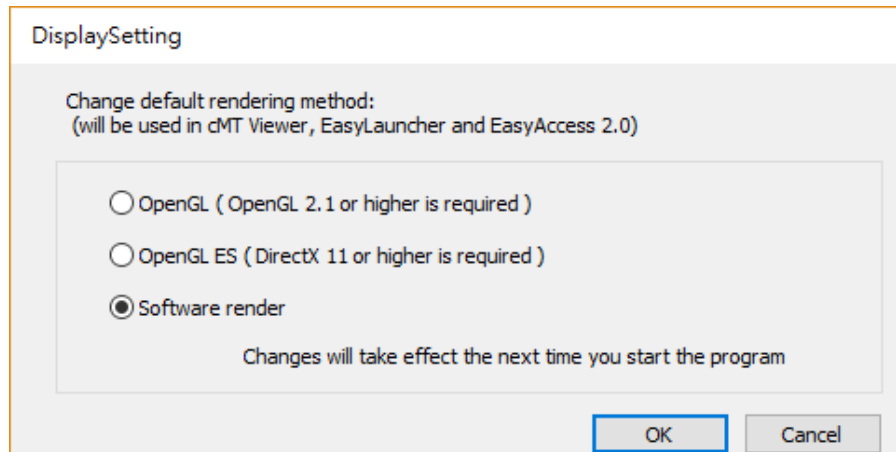 DisplaySetting
Change default rendering method:
(will be used in cMT Viewer, EasyLauncher and EasyAccess 2.0)
OpenGL ( OpenGL 2.1 or higher is required )
OpenGL ES ( DirectX 11 or higher is required )
Software render
Changes will take effect the next time you start the program
OK Cancel